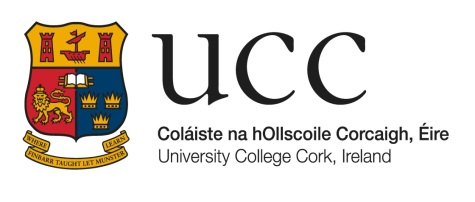 ucc
Coláiste na hOllscoile Corcaigh, Éire
University College Cork, Ireland
WHERE
FINBARR TAUGHT LET MUNSTER
LEARN